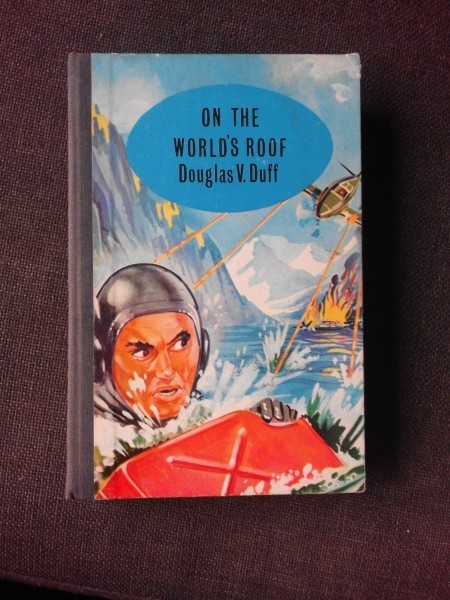 ON THE
WORLD'S ROOF
Douglas V. Duff